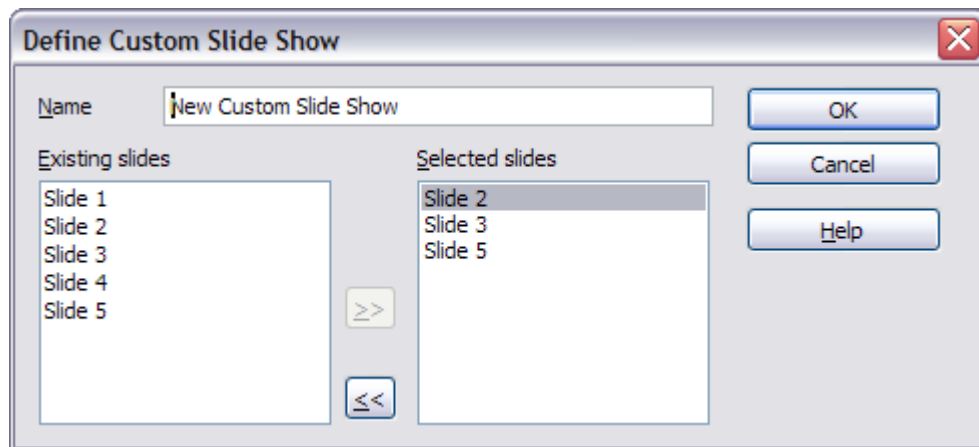 Define Custom Slide Show
Name
New Custom Slide Show
OK
Existing slides
Selected slides
Cancel
Slide 1
Slide 2
Slide 3
Slide 4
Slide 5
Slide 2
Slide 3
Slide 5
Help
>>
<<